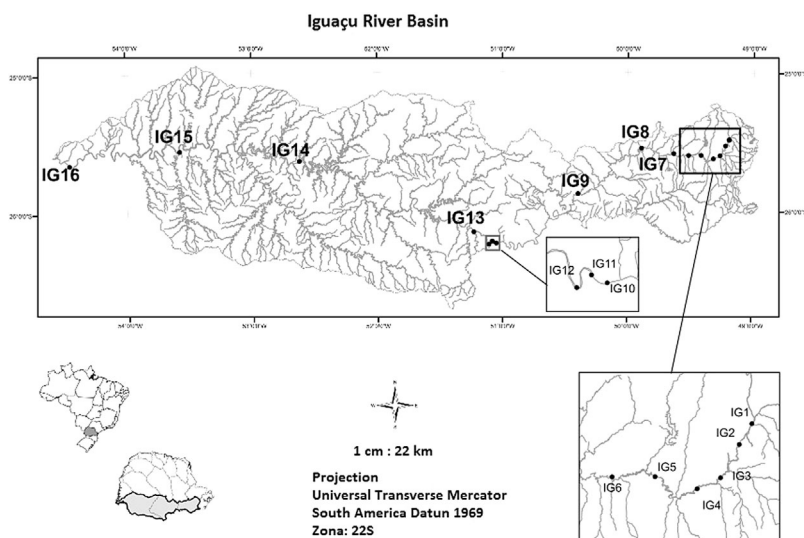 Iguaçu River Basin
54°0'0"W
53°0'0"W
52°0'0"W
51°0'0"W
50°0'0"W
49°0'0"W
25°0'0"S
25°0'0"S
IG8
IG15
IG14
IG7
IG16
IG9
26°0'0"S
26°0'0"S
IG13
IG11
IG12
IG10
54°0'0"W
53°0'0"W
52°0'0"W
51°0'0"W
50°0'0"W
49°0'0"W
IG1
IG2
IG5
IG3
IG6
IG4
1 cm : 22 km
Projection
Universal Transverse Mercator
South America Datun 1969
Zona: 22S